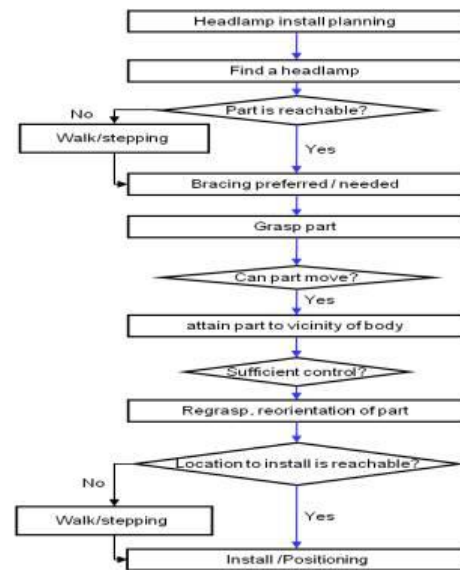 Headlamp install planning
Find a headlamp
Part is reachable?
No
Walk/stepping
Yes
Bracing preferred / needed
Grasp part
Can part move?
Yes
attain part to vicinity of body
Sufficient control?
Regrasp, reorientation of part
Location to install is reachable?
No
Walk/stepping
Yes
Install /Positioning